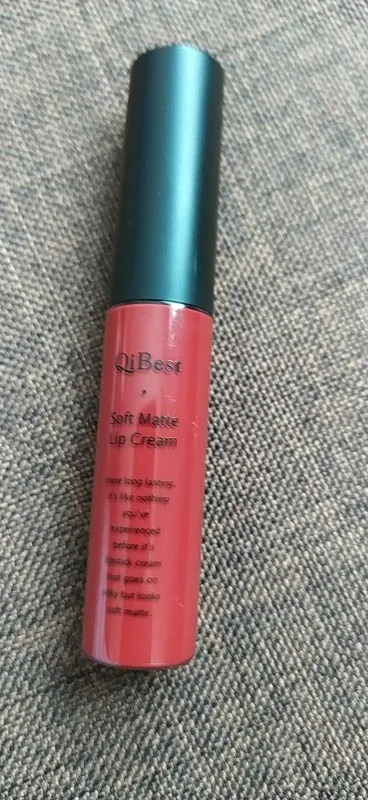 QiBest
Soft Matte
Lip Cream
more long lasting.
it's like nothing
you've
experienced
before it's
lipstick cream
that goes on
silky but looks
soft matte.